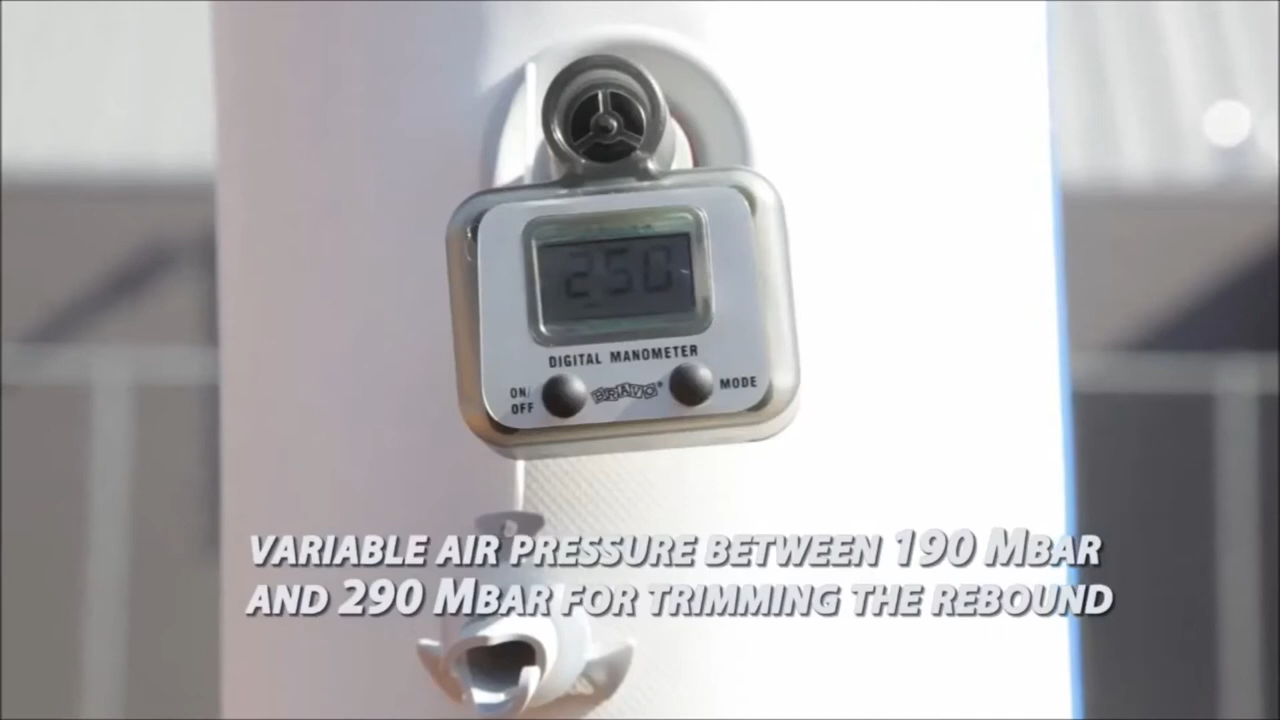 250
DIGITAL MANOMETER
ON/
OFF
BRAVO®
MODE
VARIABLE AIR PRESSURE BETWEEN 190 MBAR
AND 290 MBAR FOR TRIMMING THE REBOUND